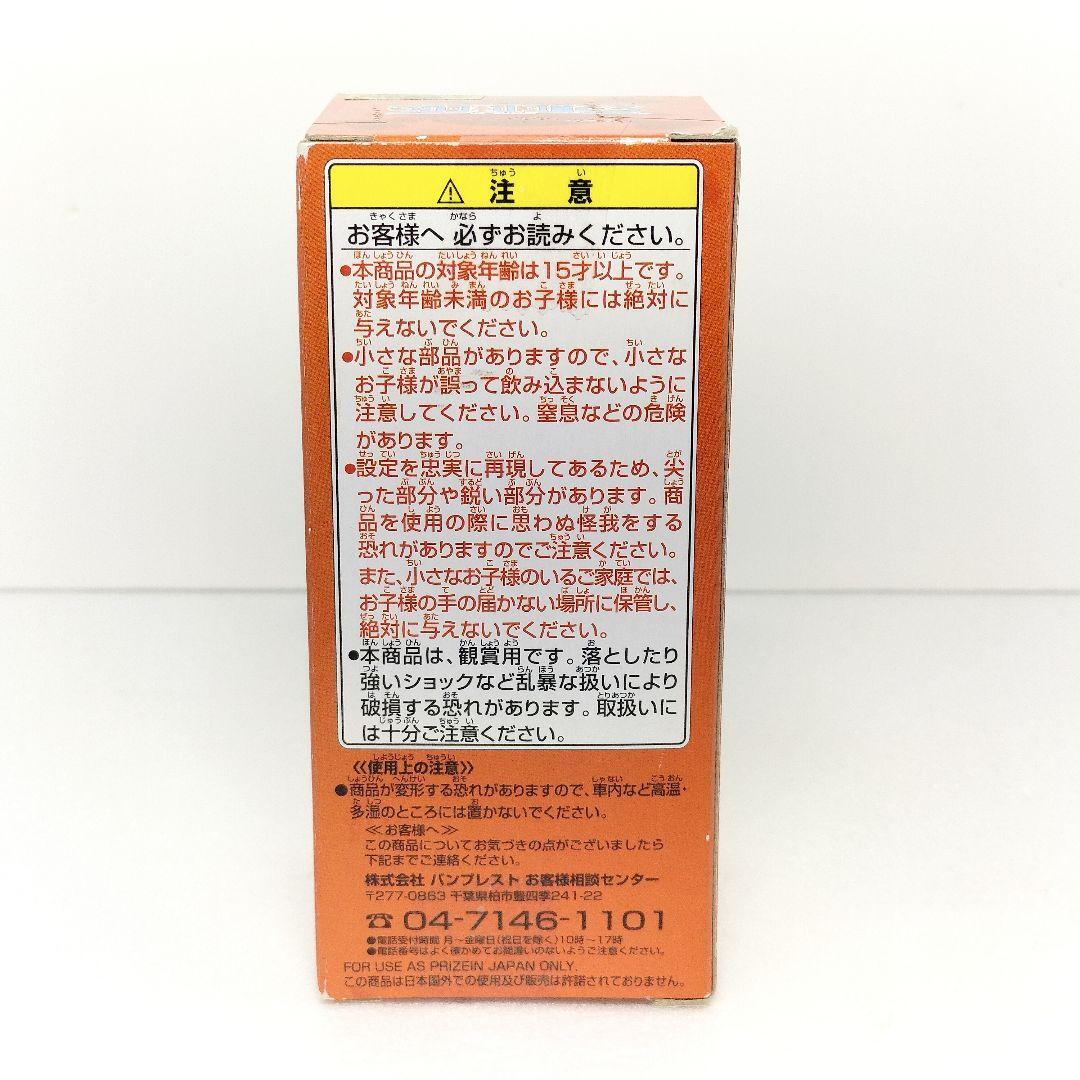 ⚠ 注意
お客様へ 必ずお読みください。
●本商品の対象年齢は15才以上です。
対象年齢未満のお子様には絶対に
与えないでください。
●小さな部品がありますので、小さな
お子様が誤って飲み込まないように
注意してください。窒息などの危険
があります。
●設定を忠実に再現してあるため、尖
った部分や鋭い部分があります。商
品を使用の際に思わぬ怪我をする
恐れがありますのでご注意ください。
また、小さなお子様のいるご家庭では、
お子様の手の届かない場所に保管し、
絶対に与えないでください。
●本商品は、観賞用です。落としたり
強いショックなど乱暴な扱いにより
破損する恐れがあります。取扱いに
は十分ご注意ください。
《使用上の注意》
●商品が変形する恐れがありますので、車内など高温・
多湿のところには置かないでください。
≪お客様へ≫
この商品についてお気づきの点がございましたら
下記までご連絡ください。
株式会社 バンプレスト お客様相談センター
〒277-0863 千葉県柏市豊四季241-22
☎ 04-7146-1101
●電話受付時間 月～金曜日(祝日を除く)10時～17時
●電話番号はよく確かめてお間違いのないようご注意ください。
FOR USE AS PRIZEIN JAPAN ONLY.
この商品は日本国外での使用及び販売は許諾されておりません。